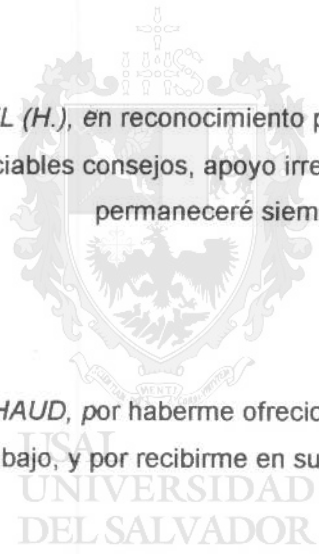 L (H.), en reconocimiento p
ciables consejos, apoyo irre
permaneceré siem
HAUD, por haberme ofrecic
bajo, y por recibirme en su
USAL
UNIVERSIDAD
DEL SALVADOR